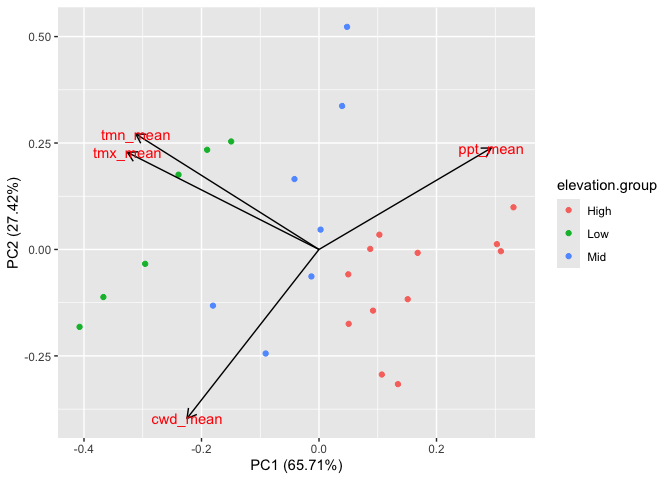 0.50
0.25
0.00
-0.25
-0.4
-0.2
0.0
0.2
PC1 (65.71%)
PC2 (27.42%)
tmn_mean
tmx_mean
ppt_mean
cwd_mean
elevation.group
High
Low
Mid